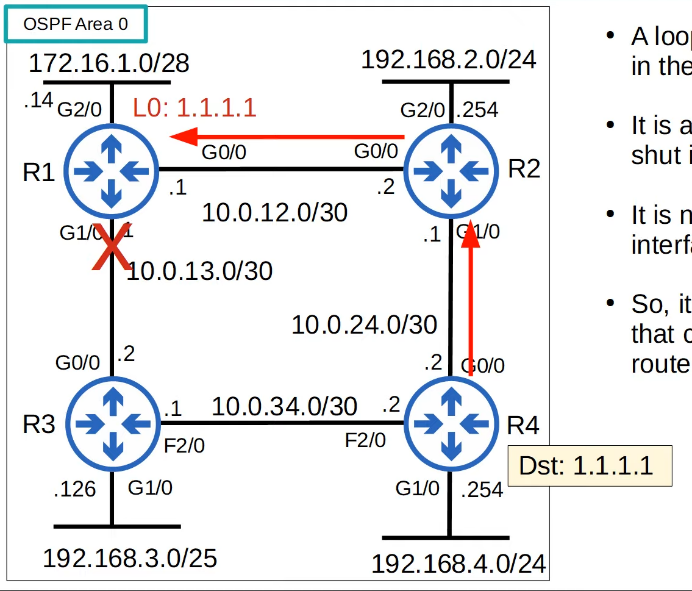 OSPF Area 0
172.16.1.0/28
192.168.2.0/24
.14
G2/0
L0: 1.1.1.1
G2/0
.254
R1
G0/0
G0/0
R2
.1
.2
10.0.12.0/30
G1/0
.1
X
.1
G1/0
10.0.13.0/30
10.0.24.0/30
G0/0
.2
.2
G0/0
R3
.1
10.0.34.0/30
.2
R4
F2/0
F2/0
Dst: 1.1.1.1
.126
G1/0
G1/0
.254
192.168.3.0/25
192.168.4.0/24
• A loop
in the
• It is a
shut i
• It is n
interfa
• So, it
that c
route